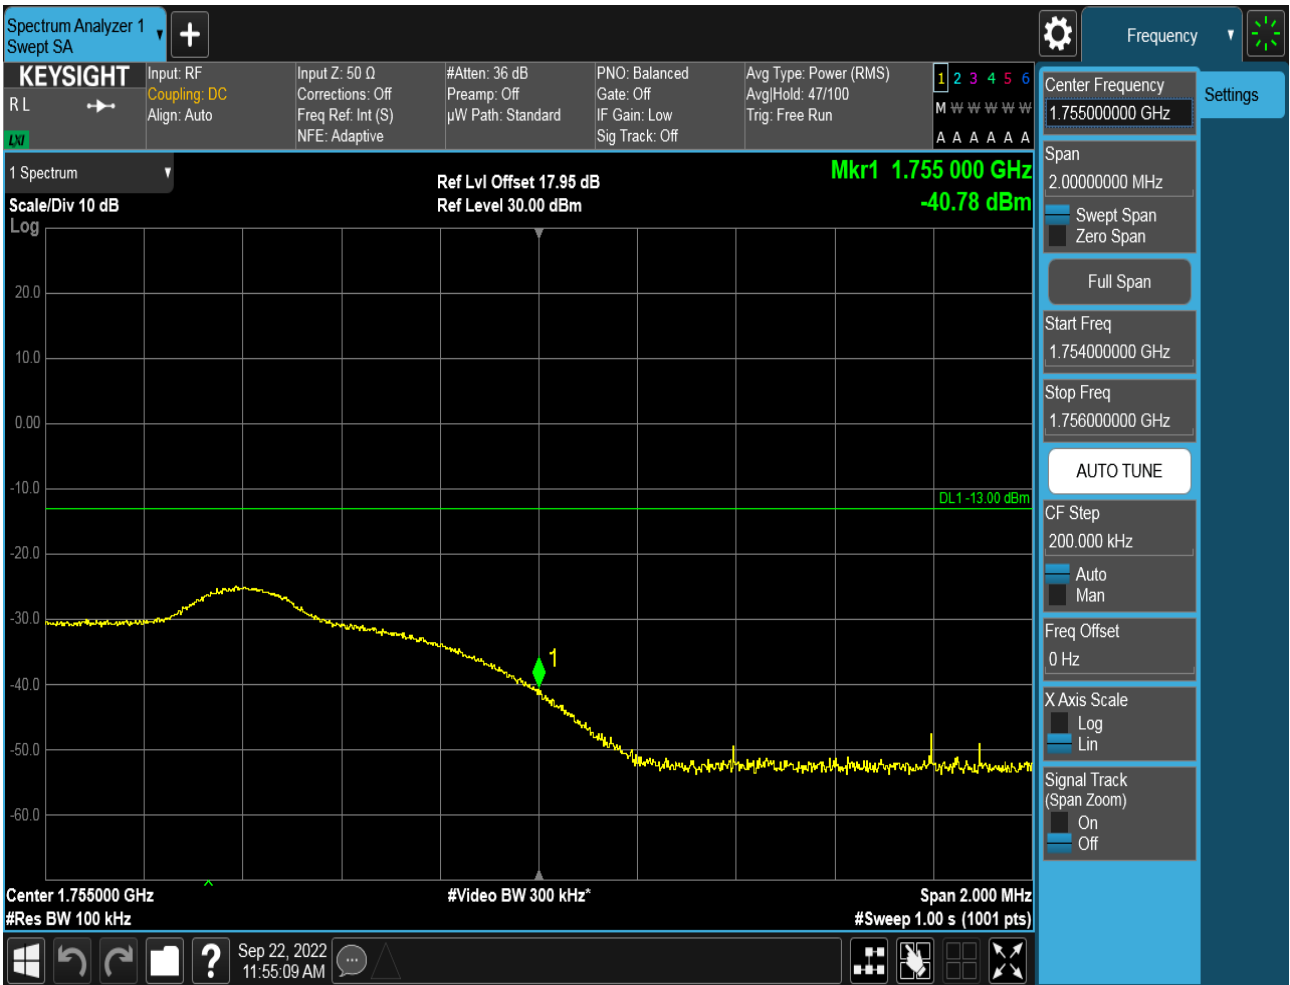 Spectrum Analyzer 1
Swept SA
Frequency
KEYSIGHT
R L
LXI
Input: RF
Coupling: DC
Align: Auto
Input Z: 50 Ω
Corrections: Off
Freq Ref: Int (S)
NFE: Adaptive
#Atten: 36 dB
Preamp: Off
µW Path: Standard
PNO: Balanced
Gate: Off
IF Gain: Low
Sig Track: Off
Avg Type: Power (RMS)
Avg|Hold: 47/100
Trig: Free Run
1 2 3 4 5 6
M W W W W W
A A A A A A
1 Spectrum
Scale/Div 10 dB
Log
Ref Lvl Offset 17.95 dB
Ref Level 30.00 dBm
Mkr1 1.755 000 GHz
-40.78 dBm
20.0
10.0
0.00
-10.0
-20.0
-30.0
-40.0
-50.0
-60.0
DL1 -13.00 dBm
1
Center 1.755000 GHz
#Res BW 100 kHz
#Video BW 300 kHz*
Span 2.000 MHz
#Sweep 1.00 s (1001 pts)
Center Frequency
1.755000000 GHz
Span
2.00000000 MHz
Swept Span
Zero Span
Full Span
Start Freq
1.754000000 GHz
Stop Freq
1.756000000 GHz
AUTO TUNE
CF Step
200.000 kHz
Auto
Man
Freq Offset
0 Hz
X Axis Scale
Log
Lin
Signal Track
(Span Zoom)
On
Off
Settings
?
Sep 22, 2022
11:55:09 AM